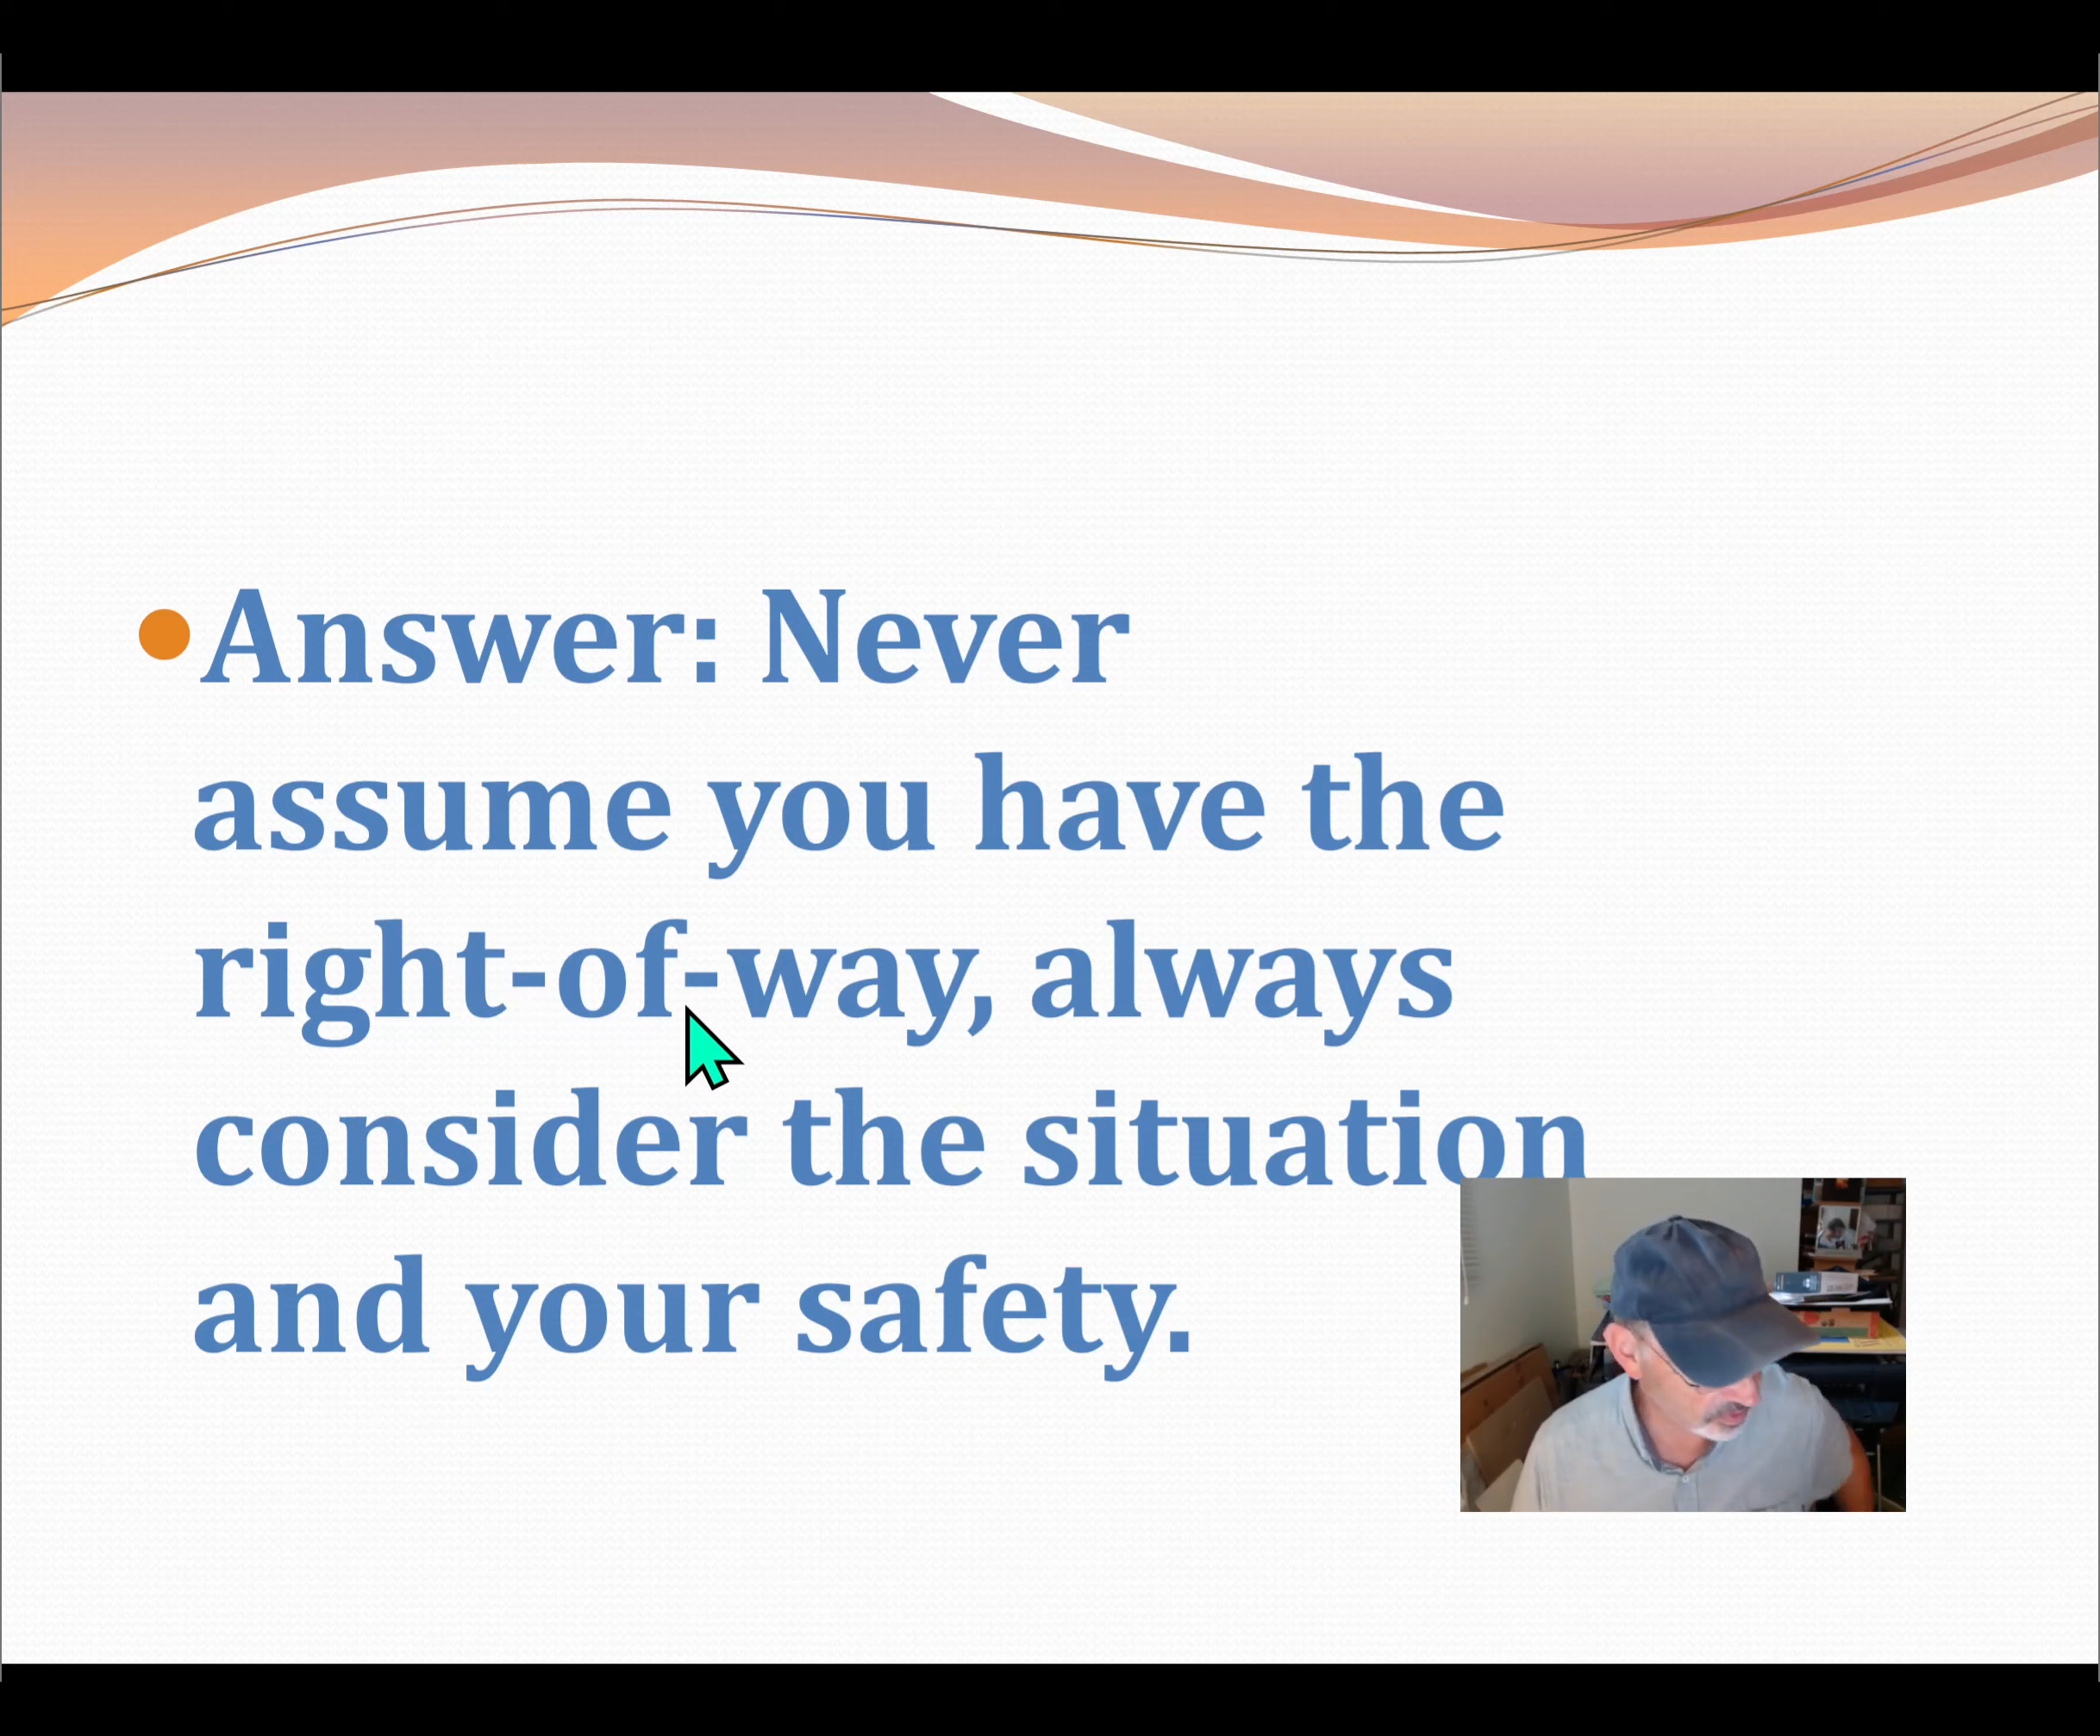 Answer: Never
assume you have the
right-of-way, always
consider the situation
and your safety.